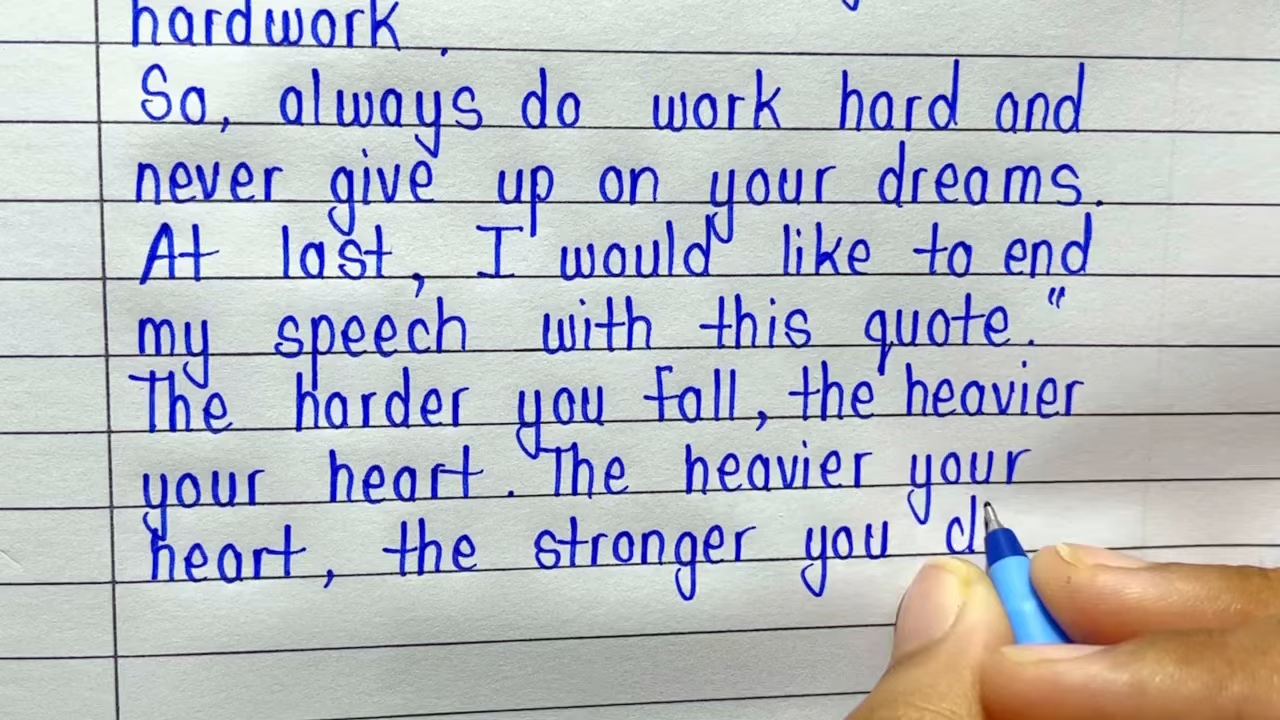 hardwork.
So, always do work hard and
never give up on your dreams.
At last, I would like to end
my speech with this quote."
The harder you fall, the heavier
your heart. The heavier your
heart, the stronger you